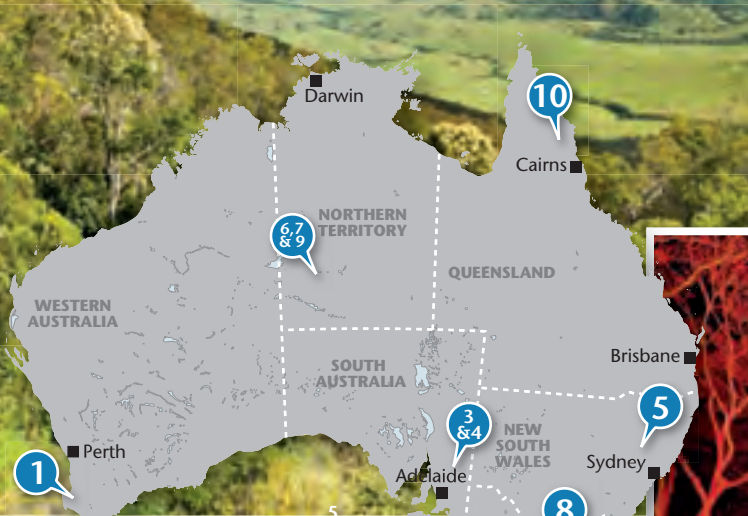 Darwin
10
Cairns
6,7
& 9
NORTHERN
TERRITORY
QUEENSLAND
WESTERN
AUSTRALIA
SOUTH
AUSTRALIA
Brisbane
5
3
&4
NEW
SOUTH
WALES
Perth
1
Sydney
Adelaide
8
5